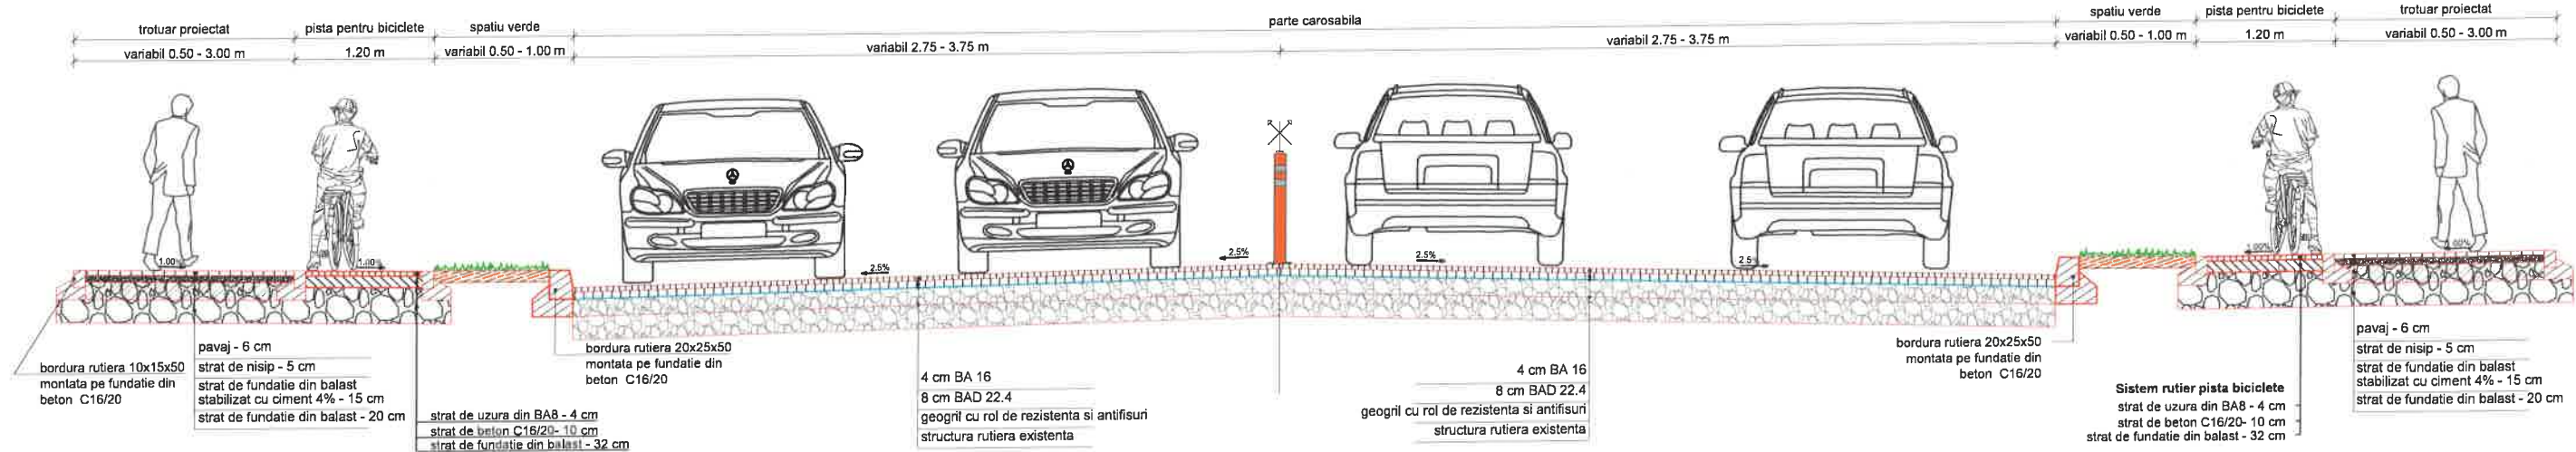 trotuar proiectat
pista pentru biciclete
spatiu verde
parte carosabila
spatiu verde
pista pentru biciclete
trotuar proiectat
variabil 0.50 - 3.00 m
1.20 m
variabil 0.50 - 1.00 m
variabil 2.75 - 3.75 m
variabil 2.75 - 3.75 m
variabil 0.50 - 1.00 m
1.20 m
variabil 0.50 - 3.00 m
1.00%
1.00%
2.5%
2.5%
2.5%
2.5
.00%
.00%
bordura rutiera 10x15x50
montata pe fundatie din
beton C16/20
pavaj - 6 cm
strat de nisip - 5 cm
strat de fundatie din balast
stabilizat cu ciment 4% - 15 cm
strat de fundatie din balast - 20 cm
strat de uzura din BA8 - 4 cm
strat de beton C16/20- 10 cm
strat de fundatie din balast - 32 cm
bordura rutiera 20x25x50
montata pe fundatie din
beton C16/20
4 cm BA 16
8 cm BAD 22.4
geogril cu rol de rezistenta si antifisuri
structura rutiera existenta
4 cm BA 16
8 cm BAD 22.4
geogril cu rol de rezistenta si antifisuri
structura rutiera existenta
bordura rutiera 20x25x50
montata pe fundatie din
beton C16/20
Sistem rutier pista biciclete
strat de uzura din BA8 - 4 cm
strat de beton C16/20- 10 cm
strat de fundatie din balast - 32 cm
pavaj - 6 cm
strat de nisip - 5 cm
strat de fundatie din balast
stabilizat cu ciment 4% - 15 cm
strat de fundatie din balast - 20 cm